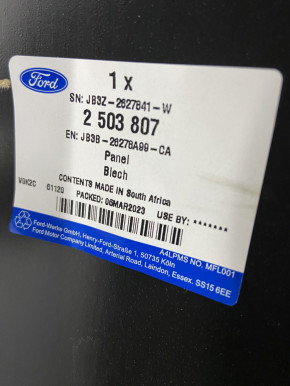 Ford
1 x
SN: JB3Z-2627841-W
2 503 807
EN: JB3B-26278A99-CA
Panel
Blech
CONTENTS MADE IN South Africa
V0K2C 01120
PACKED: 06MAR2023 USE BY: *******
A4LPMS NO. MFL001
Ford-Werke GmbH, Henry-Ford-Straße 1, 50735 Köln
Ford Motor Company Limited, Arterial Road, Laindon, Essex. SS15 6EE